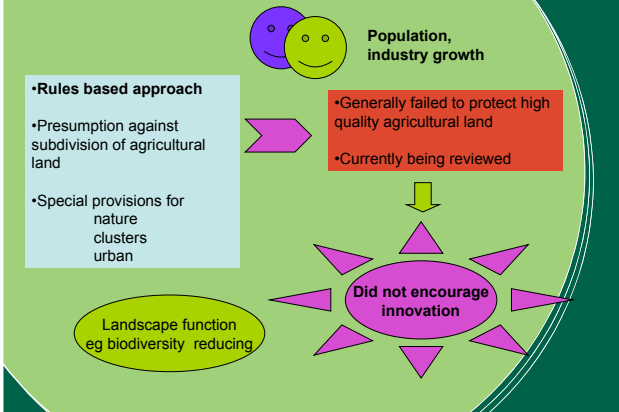 Population,
industry growth
•Rules based approach
•Presumption against
subdivision of agricultural
land
•Special provisions for
nature
clusters
urban
•Generally failed to protect high
quality agricultural land
•Currently being reviewed
Did not encourage
innovation
Landscape function
eg biodiversity reducing